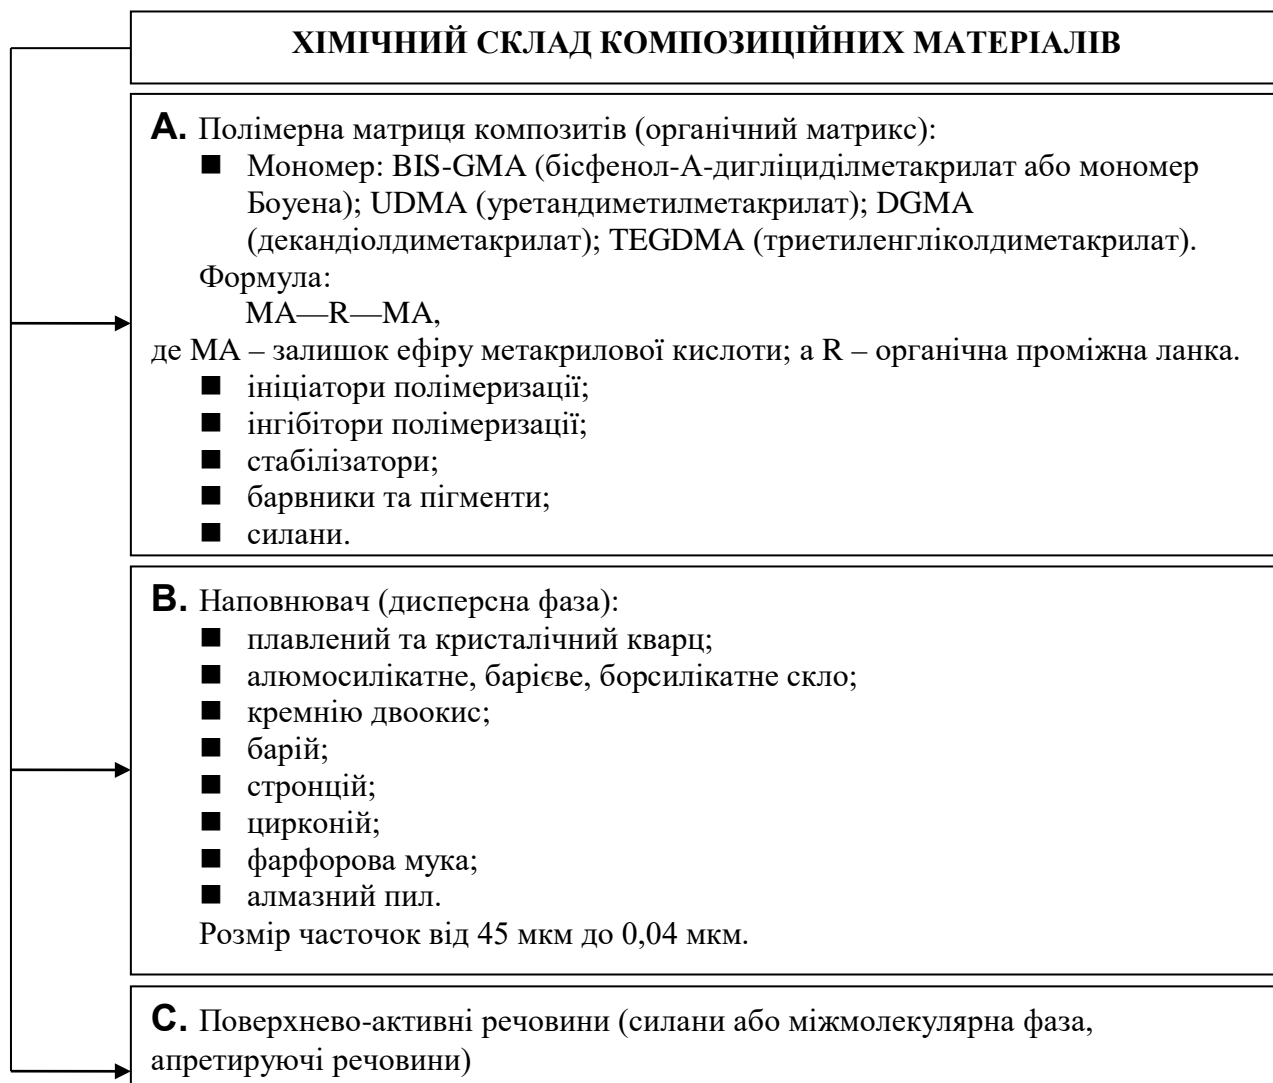 ХІМІЧНИЙ СКЛАД КОМПОЗИЦІЙНИХ МАТЕРІАЛІВ
A. Полімерна матриця композитів (органічний матрикс):
■ Мономер: BIS-GMA (бісфенол-А-дигліциділметакрилат або мономер
Боуена); UDMA (уретандиметилметакрилат); DGMA
(декандіолдиметакрилат); TEGDMA (триетиленгліколдиметакрилат).
Формула:
МА—R—МА,
де МА – залишок ефіру метакрилової кислоти; а R – органічна проміжна ланка.
■ ініціатори полімеризації;
■ інгібітори полімеризації;
■ стабілізатори;
■ барвники та пігменти;
■ силани.
B. Наповнювач (дисперсна фаза):
■ плавлений та кристалічний кварц;
■ алюмосилікатне, барієве, борсилікатне скло;
■ кремнію двоокис;
■ барій;
■ стронцій;
■ цирконій;
■ фарфорова мука;
■ алмазний пил.
Розмір часточок від 45 мкм до 0,04 мкм.
C. Поверхнево-активні речовини (силани або міжмолекулярна фаза,
апретируючі речовини)